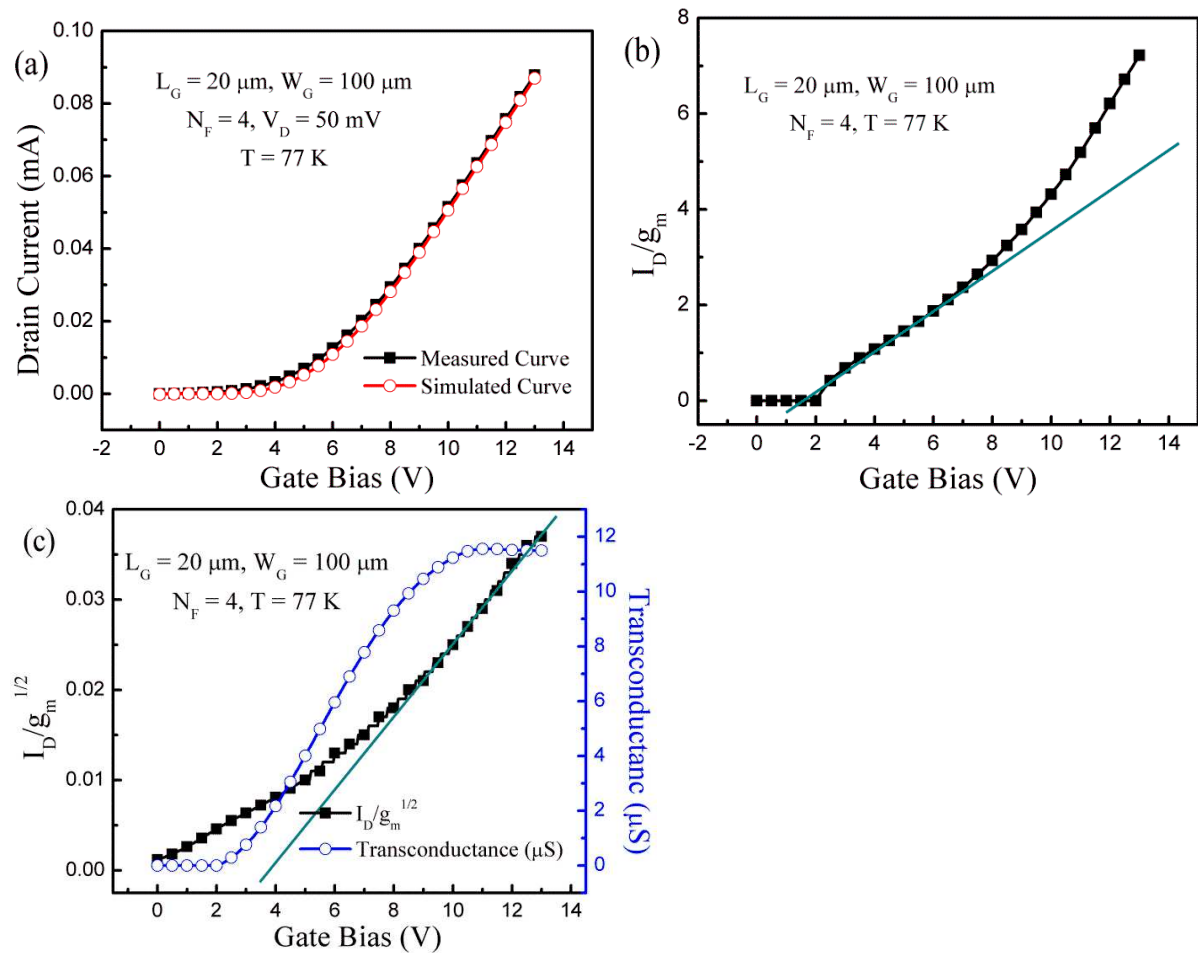 (a)
L_G = 20 μm, W_G = 100 μm
N_F = 4, V_D = 50 mV
T = 77 K
Drain Current (mA)
0.10
0.08
0.06
0.04
0.02
0.00
Measured Curve
Simulated Curve
-2 0 2 4 6 8 10 12 14
Gate Bias (V)
(b)
L_G = 20 μm, W_G = 100 μm
N_F = 4, T = 77 K
I_D/g_m
8
6
4
2
0
-2 0 2 4 6 8 10 12 14
Gate Bias (V)
(c)
L_G = 20 μm, W_G = 100 μm
N_F = 4, T = 77 K
I_D/g_m^1/2
0.04
0.03
0.02
0.01
0.00
I_D/g_m^1/2
Transconductance (μS)
12
10
8
6
4
2
0
Transconductanc (μS)
0 2 4 6 8 10 12 14
Gate Bias (V)